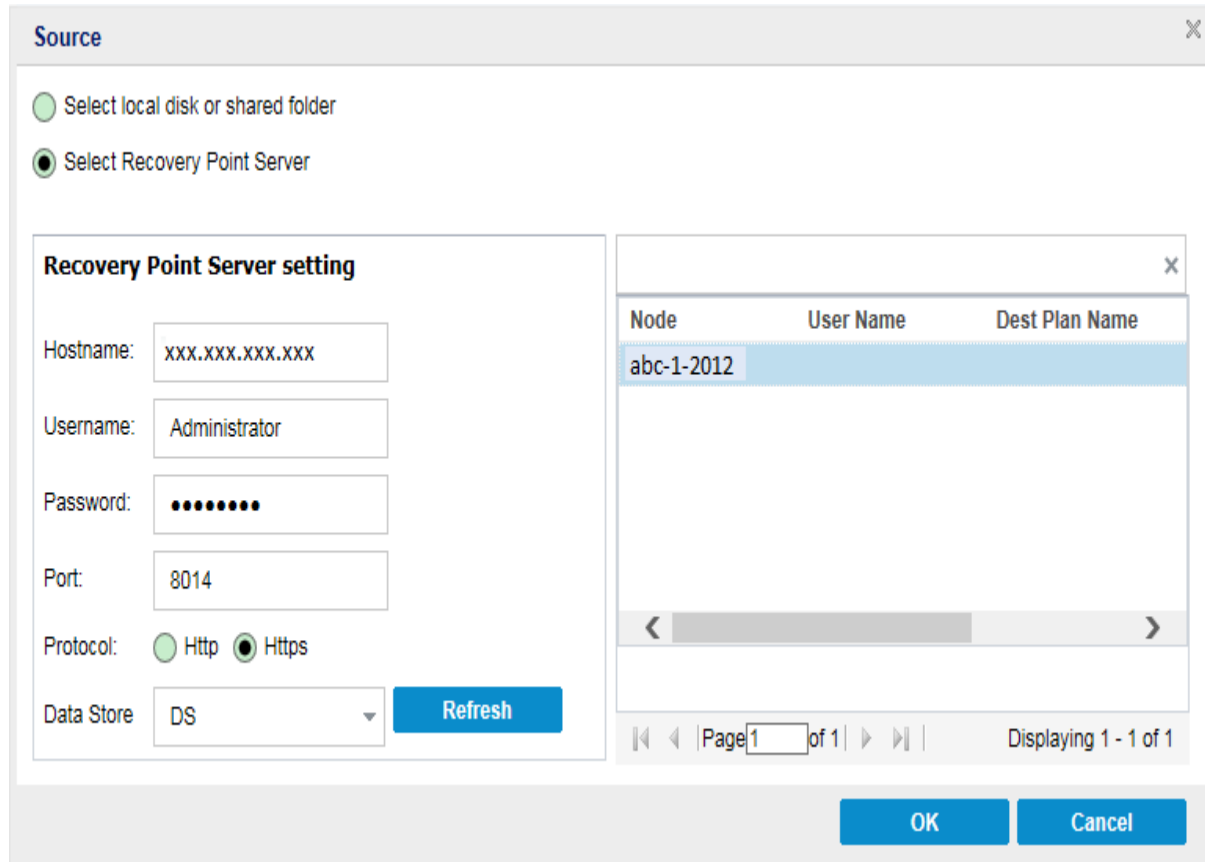 Source
Select local disk or shared folder
Select Recovery Point Server
Recovery Point Server setting
Hostname: xxx.xxx.xxx.xxx
Username: Administrator
Password: ●●●●●●●●
Port: 8014
Protocol: Http Https
Data Store DS Refresh
Node User Name Dest Plan Name
abc-1-2012
Page 1 of 1 Displaying 1 - 1 of 1
OK Cancel